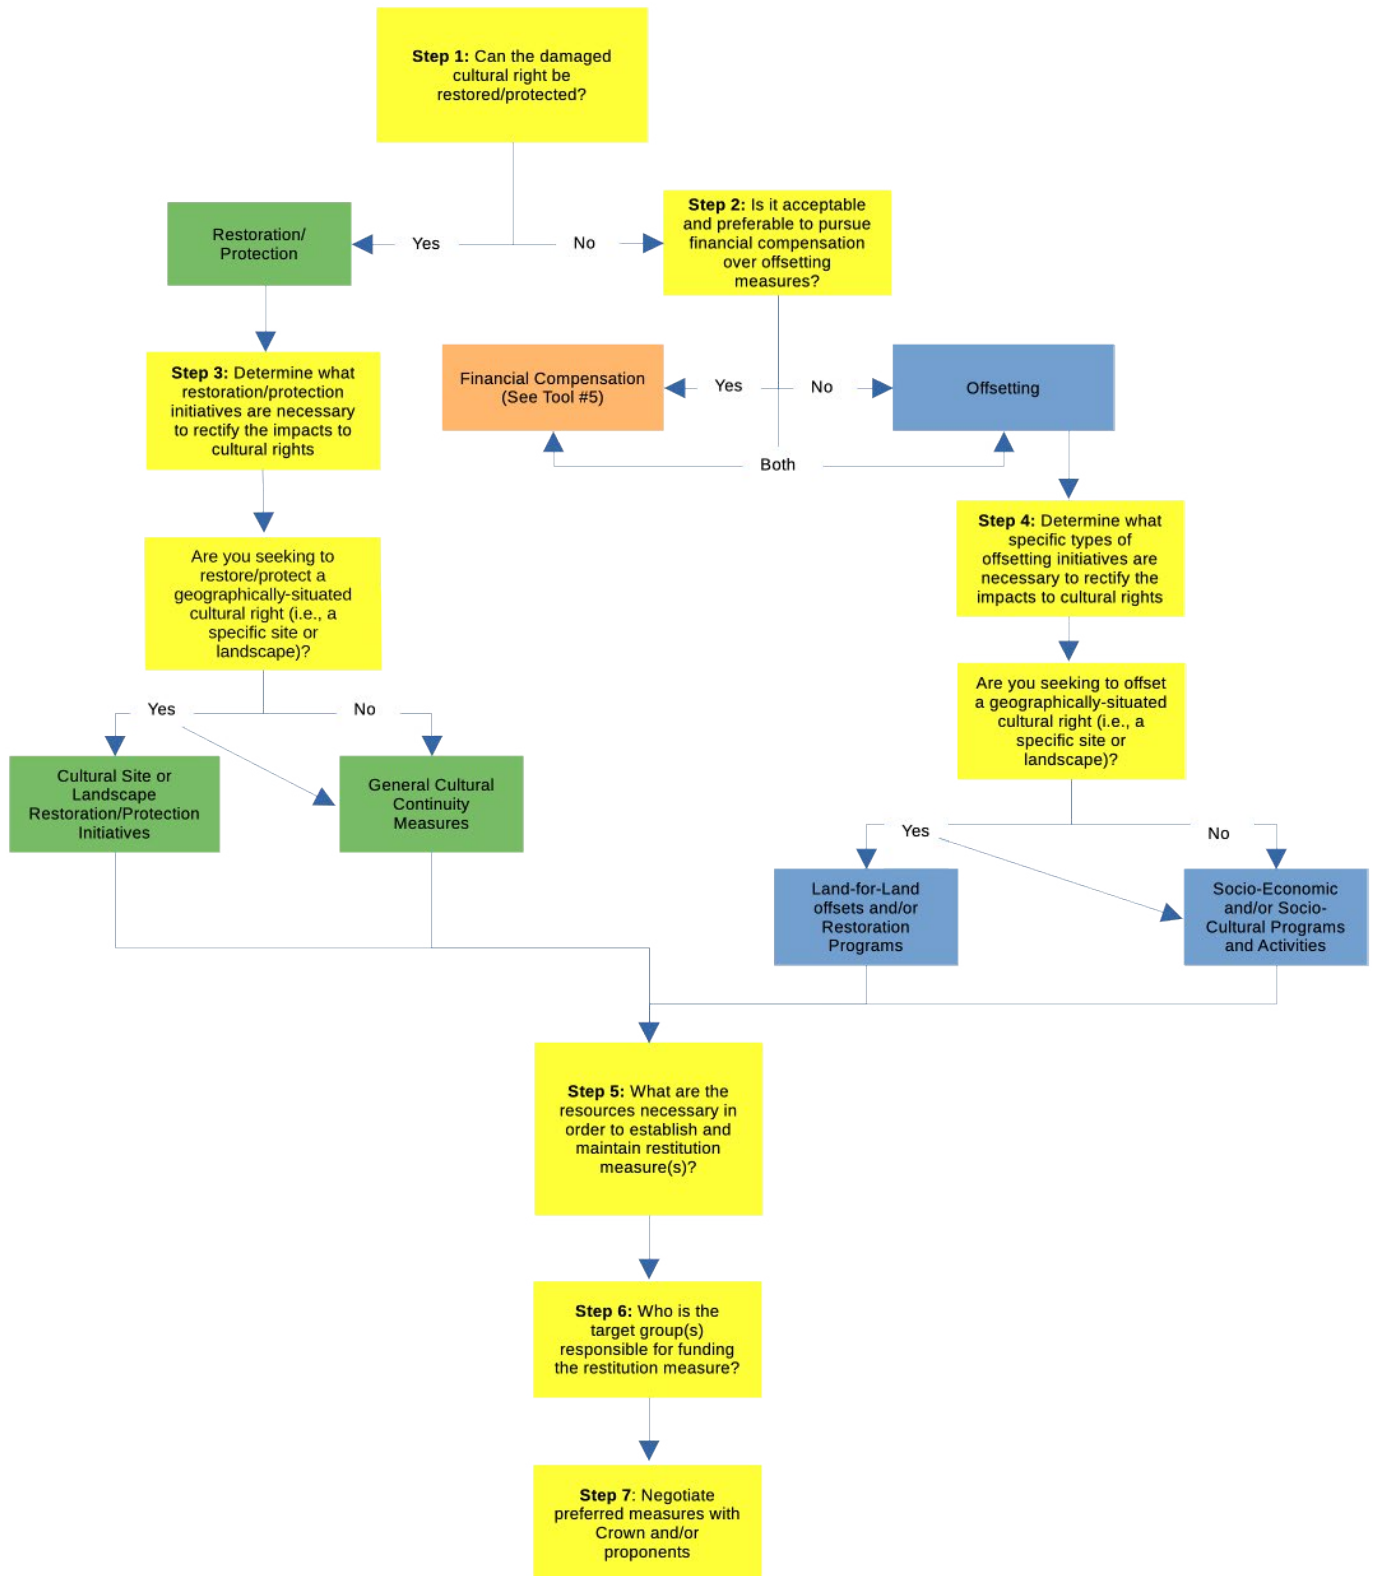 Step 1: Can the damaged
cultural right be
restored/protected?
Step 2: Is it acceptable
and preferable to pursue
financial compensation
over offsetting
measures?
Restoration/
Protection
Yes
No
Step 3: Determine what
restoration/protection
initiatives are necessary
to rectify the impacts to
cultural rights
Financial Compensation
(See Tool #5)
Yes
No
Offsetting
Both
Step 4: Determine what
specific types of
offsetting initiatives are
necessary to rectify the
impacts to cultural rights
Are you seeking to
restore/protect a
geographically-situated
cultural right (i.e., a
specific site or
landscape)?
Are you seeking to offset
a geographically-situated
cultural right (i.e., a
specific site or
landscape)?
Yes
No
Cultural Site or
Landscape
Restoration/Protection
Initiatives
General Cultural
Continuity
Measures
Yes
No
Land-for-Land
offsets and/or
Restoration
Programs
Socio-Economic
and/or Socio-
Cultural Programs
and Activities
Step 5: What are the
resources necessary in
order to establish and
maintain restitution
measure(s)?
Step 6: Who is the
target group(s)
responsible for funding
the restitution measure?
Step 7: Negotiate
preferred measures with
Crown and/or
proponents